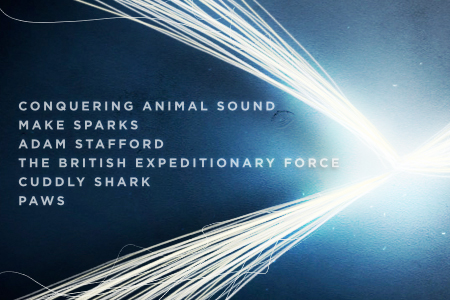 CONQUERING ANIMAL SOUND
MAKE SPARKS
ADAM STAFFORD
THE BRITISH EXPEDITIONARY FORCE
CUDDLY SHARK
PAWS